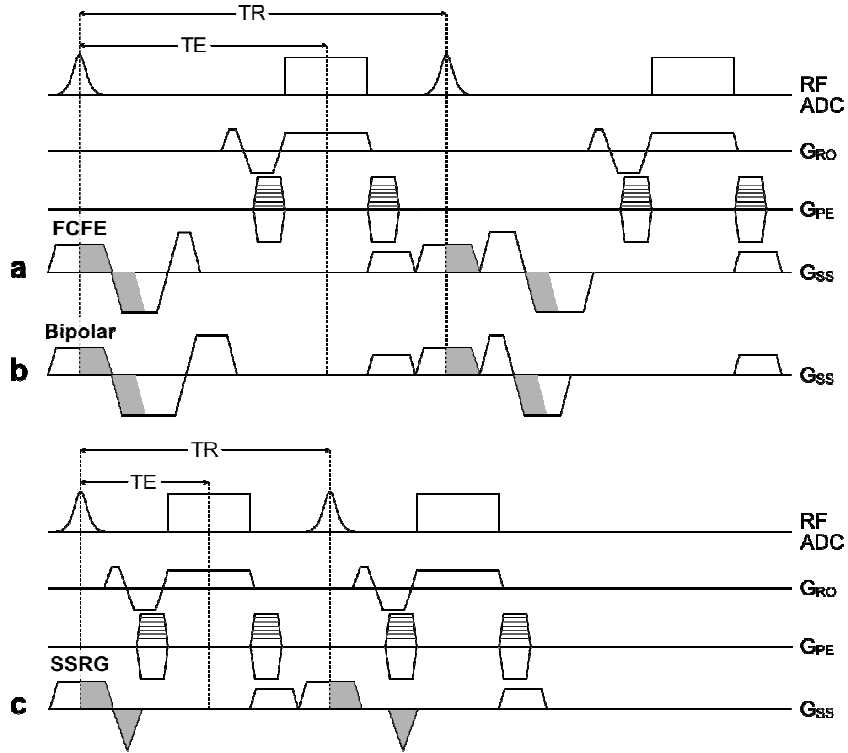 TR
TE
RF
ADC
GRO
GPE
FCFE
a
GSS
Bipolar
b
GSS
TR
TE
RF
ADC
GRO
GPE
SSRG
c
GSS